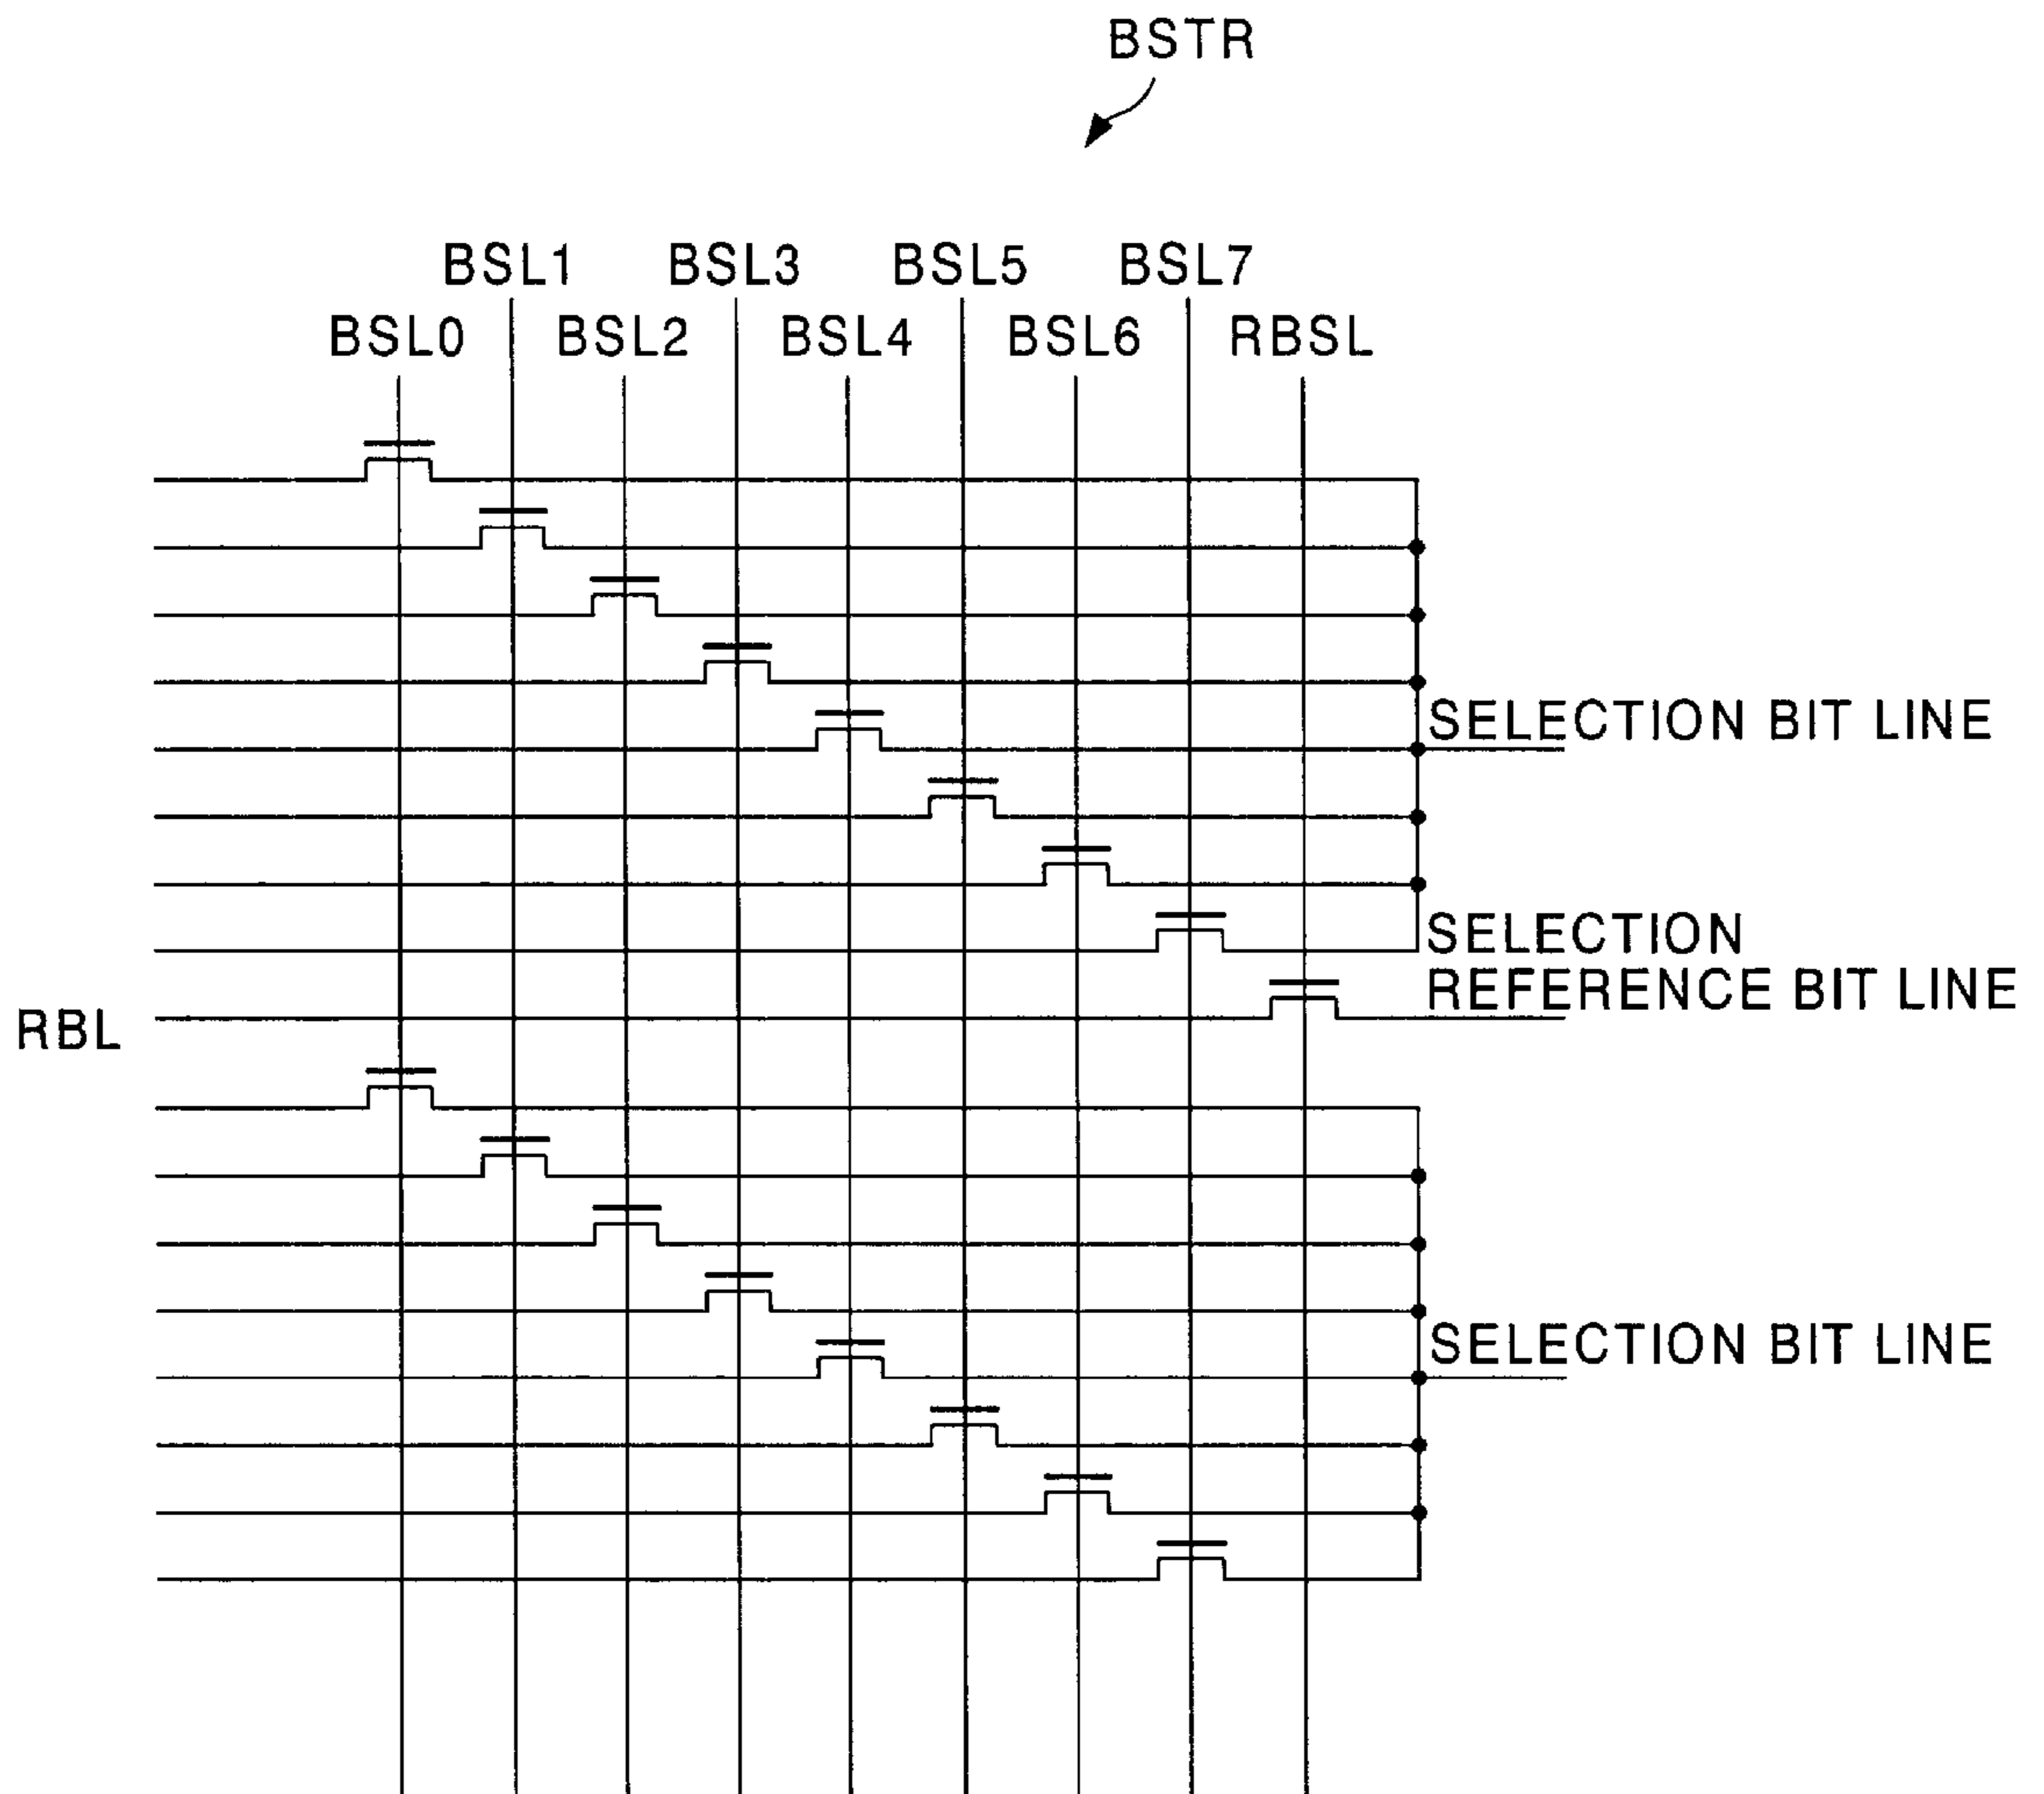 BSTR
BSL1 BSL3 BSL5 BSL7
BSL0 BSL2 BSL4 BSL6 RBSL
SELECTION BIT LINE
SELECTION
REFERENCE BIT LINE
RBL
SELECTION BIT LINE